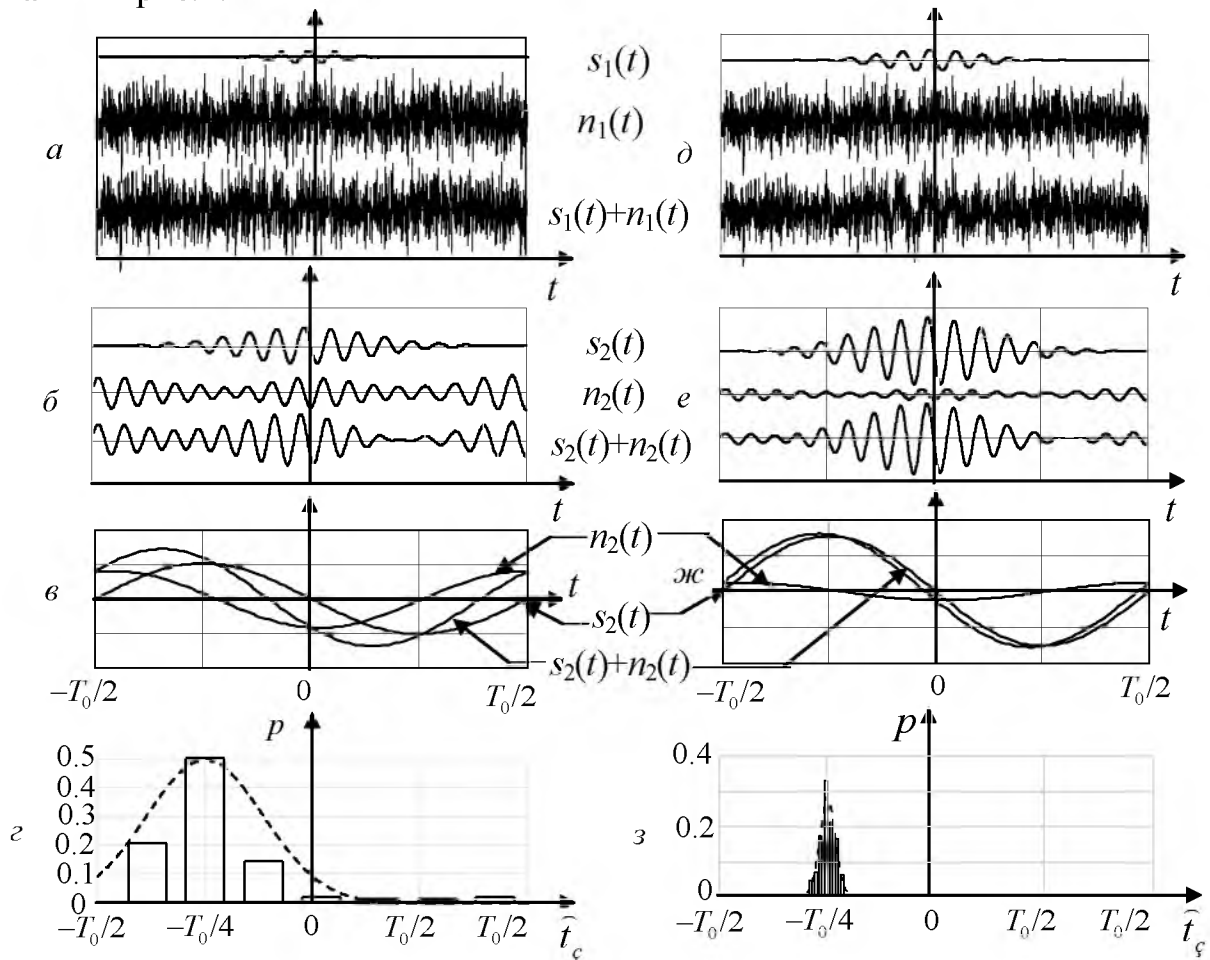 s₁(t)
n₁(t)
а
д
s₁(t)+n₁(t)
t
t
s₂(t)
б
n₂(t)
е
s₂(t)+n₂(t)
t
t
n₂(t)
в
t
ж
s₂(t)
t
s₂(t)+n₂(t)
−T₀/2
0
T₀/2
−T₀/2
0
T₀/2
p
p
0.5
0.4
0.3
0.2
0.1
0
г
0.4
0.2
0
з
−T₀/2
−T₀/4
0
T₀/2
T₀/2
t̂ç
−T₀/2
−T₀/4
0
T₀/2
T₀/2
t̂ç